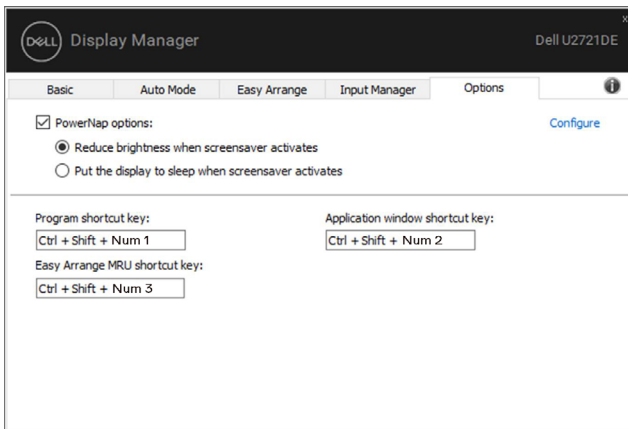 x
DELL Display Manager
Dell U2721DE
Basic
Auto Mode
Easy Arrange
Input Manager
Options
i
PowerNap options:
Configure
Reduce brightness when screensaver activates
Put the display to sleep when screensaver activates
Program shortcut key:
Application window shortcut key:
Ctrl + Shift + Num 1
Ctrl + Shift + Num 2
Easy Arrange MRU shortcut key:
Ctrl + Shift + Num 3